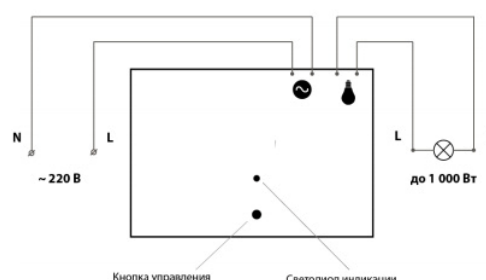 N L L
~ 220 В до 1 000 Вт
Кнопка управления Светодиод индикации